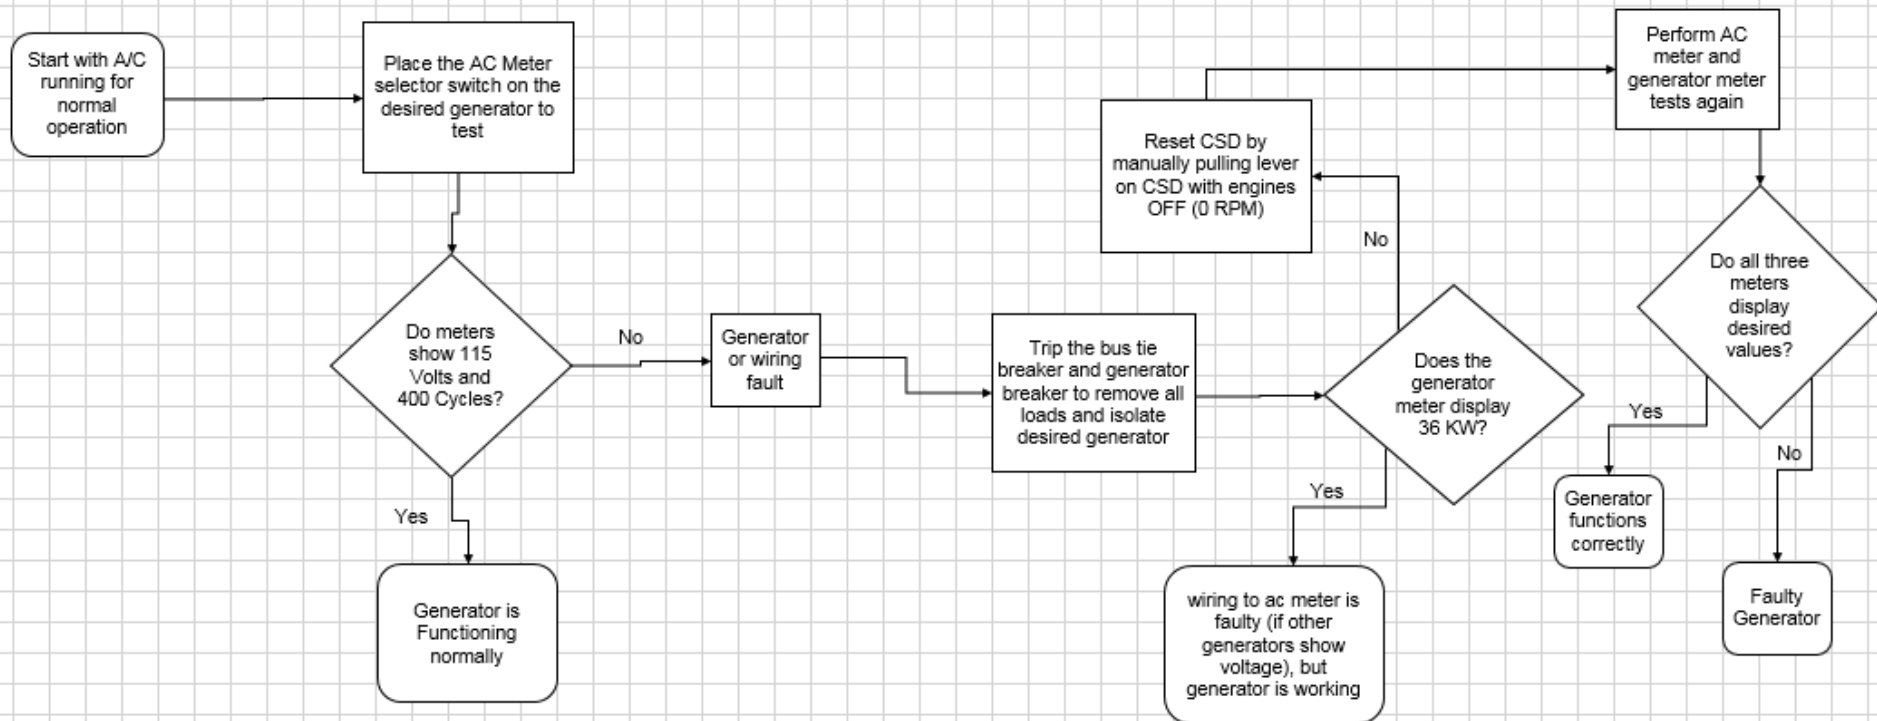 Start with A/C
running for
normal
operation
Place the AC Meter
selector switch on the
desired generator to
test
Do meters
show 115
Volts and
400 Cycles?
Yes
Generator is
Functioning
normally
No
Generator
or wiring
fault
Trip the bus tie
breaker and generator
breaker to remove all
loads and isolate
desired generator
Does the
generator
meter display
36 KW?
Yes
wiring to ac meter is
faulty (if other
generators show
voltage), but
generator is working
No
Reset CSD by
manually pulling lever
on CSD with engines
OFF (0 RPM)
Perform AC
meter and
generator meter
tests again
Do all three
meters
display
desired
values?
Yes
Generator
functions
correctly
No
Faulty
Generator